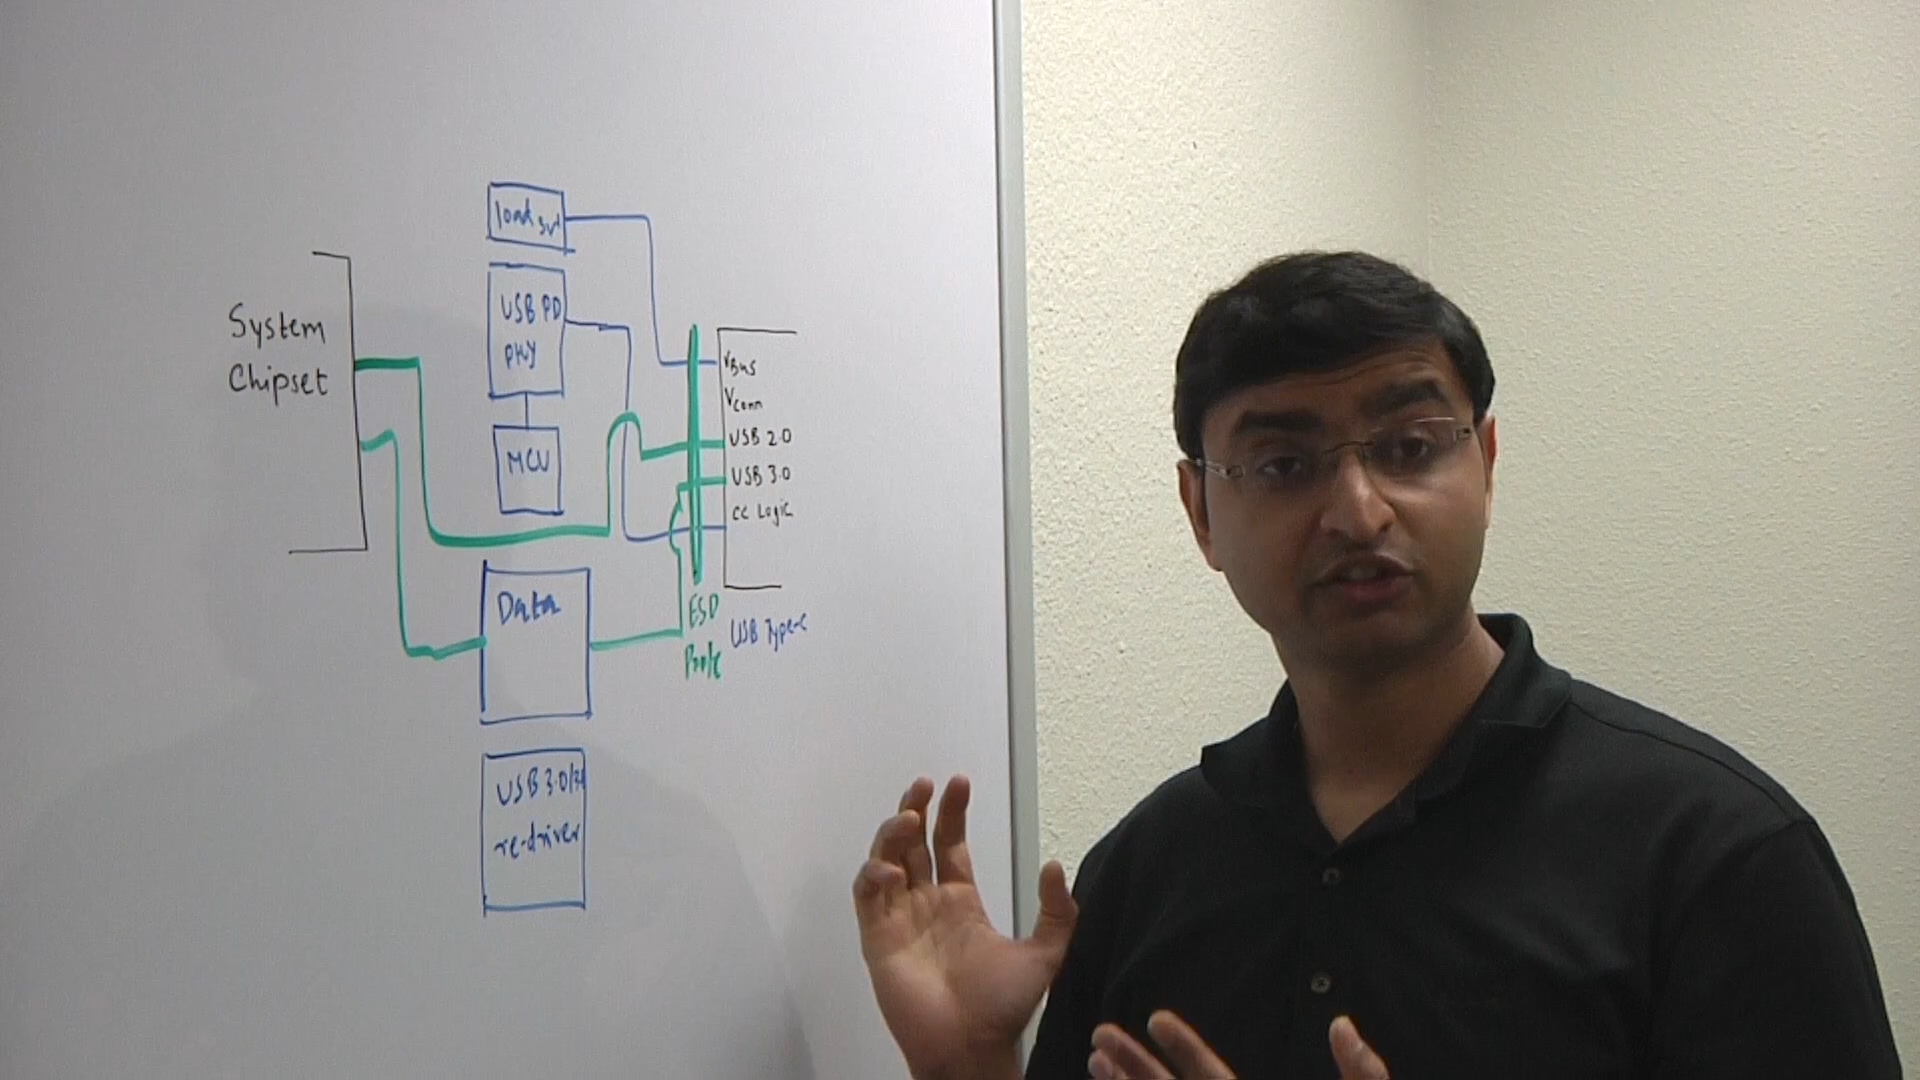 load
USB PD
PHY
MCU
System
Chipset
VBus
VConn
USB 2.0
USB 3.0
CC Logic
ESD
USB Type-C
Data
USB 3.0/31
re-driver